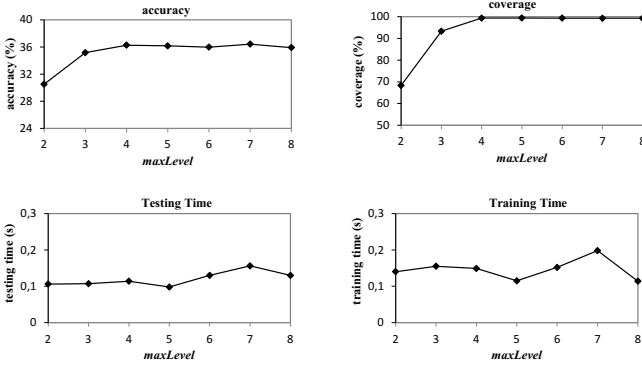 accuracy
accuracy (%)
40
36
32
28
24
2 3 4 5 6 7 8
maxLevel
coverage
coverage (%)
100
90
80
70
60
50
2 3 4 5 6 7 8
maxLevel
Testing Time
testing time (s)
0,3
0,2
0,1
0
2 3 4 5 6 7 8
maxLevel
Training Time
training time (s)
0,3
0,2
0,1
0
2 3 4 5 6 7 8
maxLevel